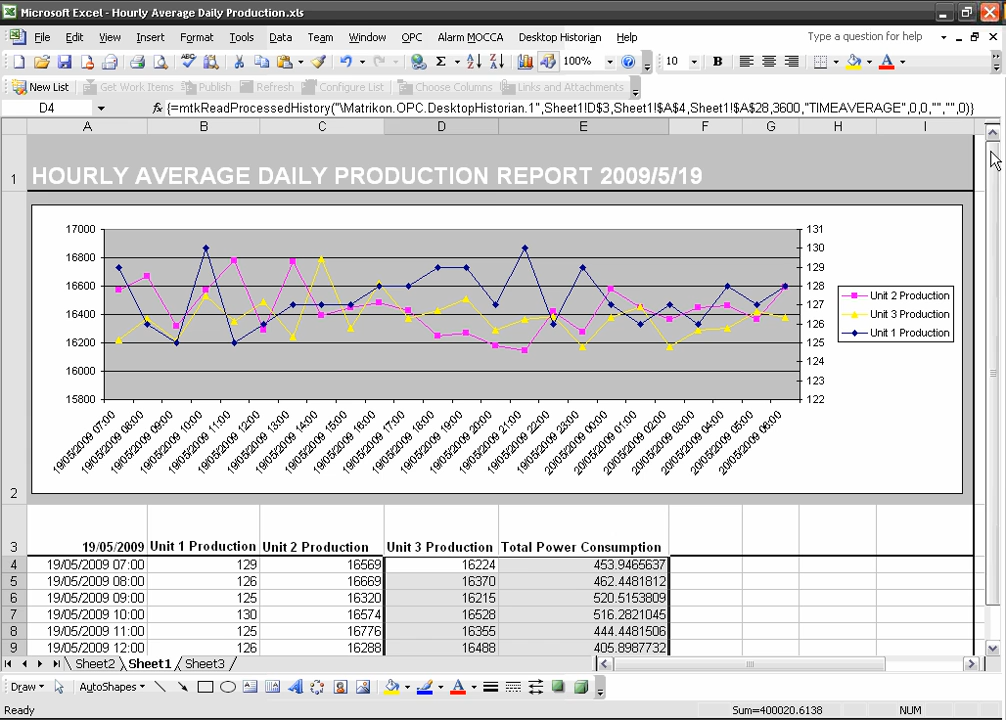 Microsoft Excel - Hourly Average Daily Production.xls
File Edit View Insert Format Tools Data Team Window OPC Alarm MOCCA Desktop Historian Help Type a question for help
100% 10 B A
New List Get Work Items Publish Refresh Configure List Choose Columns Links and Attachments
D4 fx {=mtkReadProcessedHistory("\Matrikon.OPC.DesktopHistorian.1",Sheet1!D$3,Sheet1!$A$4,Sheet1!$A$28,3600,"TIMEAVERAGE",0,0,"","",0)}
A B C D E F G H I
1 HOURLY AVERAGE DAILY PRODUCTION REPORT 2009/5/19
17000 131
16800 130
129
16600 128
127
16400 126
16200 125
124
16000 123
15800 122
Unit 2 Production
Unit 3 Production
Unit 1 Production
19/05/2009 07:00
19/05/2009 08:00
19/05/2009 09:00
19/05/2009 10:00
19/05/2009 11:00
19/05/2009 12:00
19/05/2009 13:00
19/05/2009 14:00
19/05/2009 15:00
19/05/2009 16:00
19/05/2009 17:00
19/05/2009 18:00
19/05/2009 19:00
19/05/2009 20:00
19/05/2009 21:00
19/05/2009 22:00
19/05/2009 23:00
20/05/2009 00:00
20/05/2009 01:00
20/05/2009 02:00
20/05/2009 03:00
20/05/2009 04:00
20/05/2009 05:00
20/05/2009 06:00
2
3 19/05/2009 Unit 1 Production Unit 2 Production Unit 3 Production Total Power Consumption
4 19/05/2009 07:00 129 16569 16224 453.9465637
5 19/05/2009 08:00 126 16669 16370 462.4481812
6 19/05/2009 09:00 125 16320 16215 520.5153809
7 19/05/2009 10:00 130 16574 16528 516.2821045
8 19/05/2009 11:00 125 16776 16355 444.4481506
9 19/05/2009 12:00 126 16288 16488 405.8987732
Sheet2 Sheet1 Sheet3
Draw AutoShapes A
Ready Sum=400020.6138 NUM